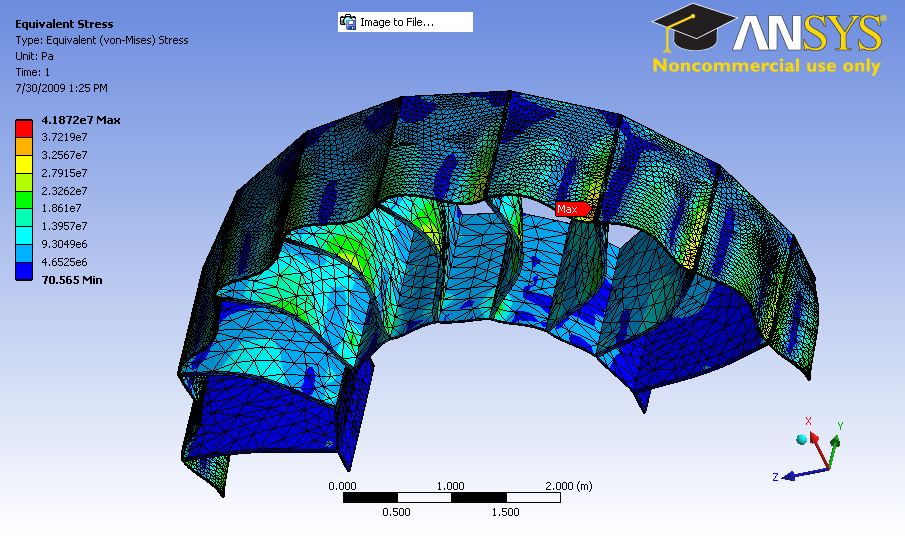 Equivalent Stress
Type: Equivalent (von-Mises) Stress
Unit: Pa
Time: 1
7/30/2009 1:25 PM
4.1872e7 Max
3.7219e7
3.2567e7
2.7915e7
2.3262e7
1.861e7
1.3957e7
9.3049e6
4.6525e6
70.565 Min
Image to File...
ANSYS®
Noncommercial use only
Max
0.000
1.000
2.000 (m)
0.500
1.500
X
Y
Z